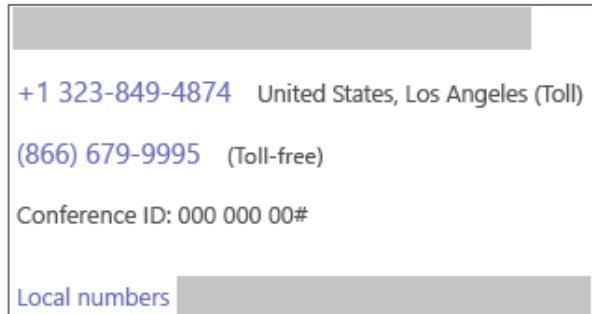 +1 323-849-4874 United States, Los Angeles (Toll)
(866) 679-9995 (Toll-free)
Conference ID: 000 000 00#
Local numbers